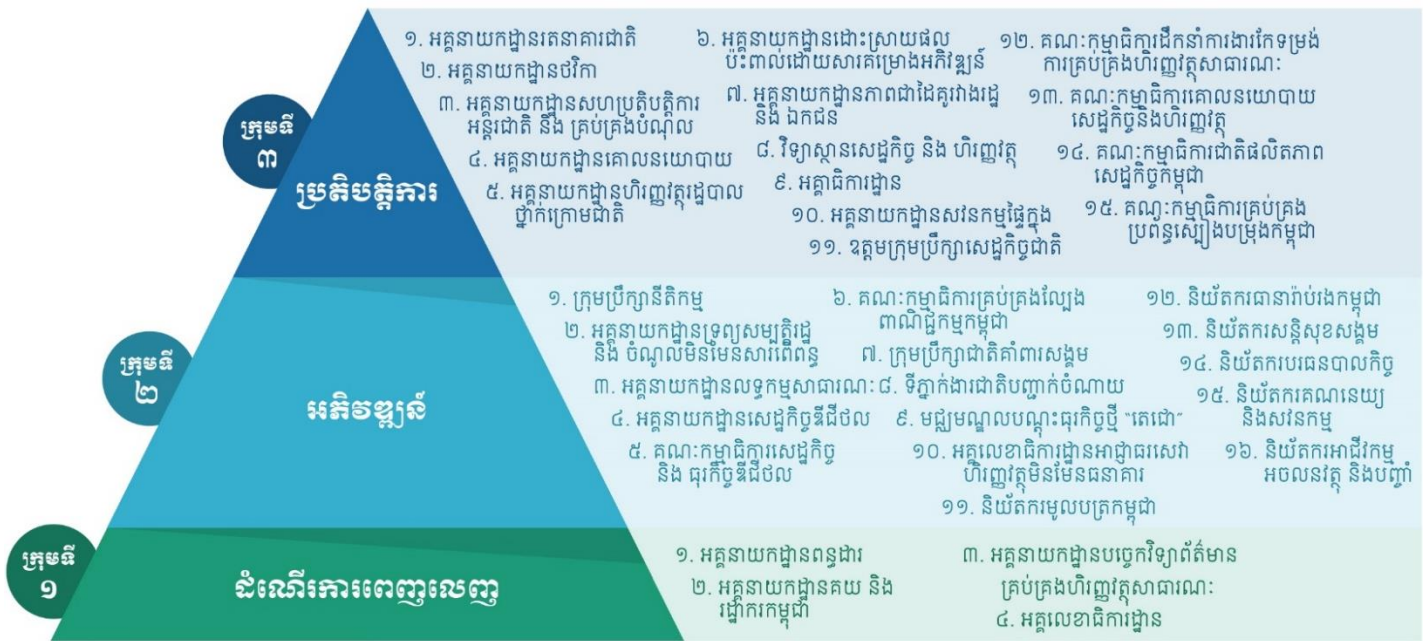 ក្រុមទី
៣
ប្រតិបត្តិការ
១. អគ្គនាយកដ្ឋានរតនាគារជាតិ
២. អគ្គនាយកដ្ឋានថវិកា
៣. អគ្គនាយកដ្ឋានសហប្រតិបត្តិការ
អន្តរជាតិ និង គ្រប់គ្រងបំណុល
៤. អគ្គនាយកដ្ឋានគោលនយោបាយ
៥. អគ្គនាយកដ្ឋានហិរញ្ញវត្ថុរដ្ឋបាល
ថ្នាក់ក្រោមជាតិ
៦. អគ្គនាយកដ្ឋានដោះស្រាយផល
ប៉ះពាល់ដោយសារគម្រោងអភិវឌ្ឍន៍
៧. អគ្គនាយកដ្ឋានភាពជាដៃគូរវាងរដ្ឋ
និង ឯកជន
៨. វិទ្យាស្ថានសេដ្ឋកិច្ច និង ហិរញ្ញវត្ថុ
៩. អគ្គាធិការដ្ឋាន
១០. អគ្គនាយកដ្ឋានសវនកម្មផ្ទៃក្នុង
១១. ឧត្តមក្រុមប្រឹក្សាសេដ្ឋកិច្ចជាតិ
១២. គណៈកម្មាធិការដឹកនាំការងារកែទម្រង់
ការគ្រប់គ្រងហិរញ្ញវត្ថុសាធារណៈ
១៣. គណៈកម្មាធិការគោលនយោបាយ
សេដ្ឋកិច្ចនិងហិរញ្ញវត្ថុ
១៤. គណៈកម្មាធិការជាតិផលិតភាព
សេដ្ឋកិច្ចកម្ពុជា
១៥. គណៈកម្មាធិការគ្រប់គ្រង
ប្រព័ន្ធស្បៀងបម្រុងកម្ពុជា
ក្រុមទី
២
អភិវឌ្ឍន៍
១. ក្រុមប្រឹក្សានីតិកម្ម
២. អគ្គនាយកដ្ឋានទ្រព្យសម្បត្តិរដ្ឋ
និង ចំណូលមិនមែនសារពើពន្ធ
៣. អគ្គនាយកដ្ឋានលទ្ធកម្មសាធារណៈ
៤. អគ្គនាយកដ្ឋានសេដ្ឋកិច្ចឌីជីថល
៥. គណៈកម្មាធិការសេដ្ឋកិច្ច
និង ធុរកិច្ចឌីជីថល
៦. គណៈកម្មាធិការគ្រប់គ្រងល្បែង
ពាណិជ្ជកម្មកម្ពុជា
៧. ក្រុមប្រឹក្សាជាតិគាំពារសង្គម
៨. ទីភ្នាក់ងារជាតិបញ្ជាក់ចំណាយ
៩. មជ្ឈមណ្ឌលបណ្តុះធុរកិច្ចថ្មី “តេជោ”
១០. អគ្គលេខាធិការដ្ឋានអាជ្ញាធរសេវា
ហិរញ្ញវត្ថុមិនមែនធនាគារ
១១. និយ័តករមូលបត្រកម្ពុជា
១២. និយ័តករធានារ៉ាប់រងកម្ពុជា
១៣. និយ័តករសន្តិសុខសង្គម
១៤. និយ័តករបរធនបាលកិច្ច
១៥. និយ័តករគណនេយ្យ
និងសវនកម្ម
១៦. និយ័តករអាជីវកម្ម
អចលនវត្ថុ និងបញ្ចាំ
ក្រុមទី
១
ដំណើរការពេញលេញ
១. អគ្គនាយកដ្ឋានពន្ធដារ
២. អគ្គនាយកដ្ឋានគយ និង
រដ្ឋាករកម្ពុជា
៣. អគ្គនាយកដ្ឋានបច្ចេកវិទ្យាព័ត៌មាន
គ្រប់គ្រងហិរញ្ញវត្ថុសាធារណៈ
៤. អគ្គលេខាធិការដ្ឋាន